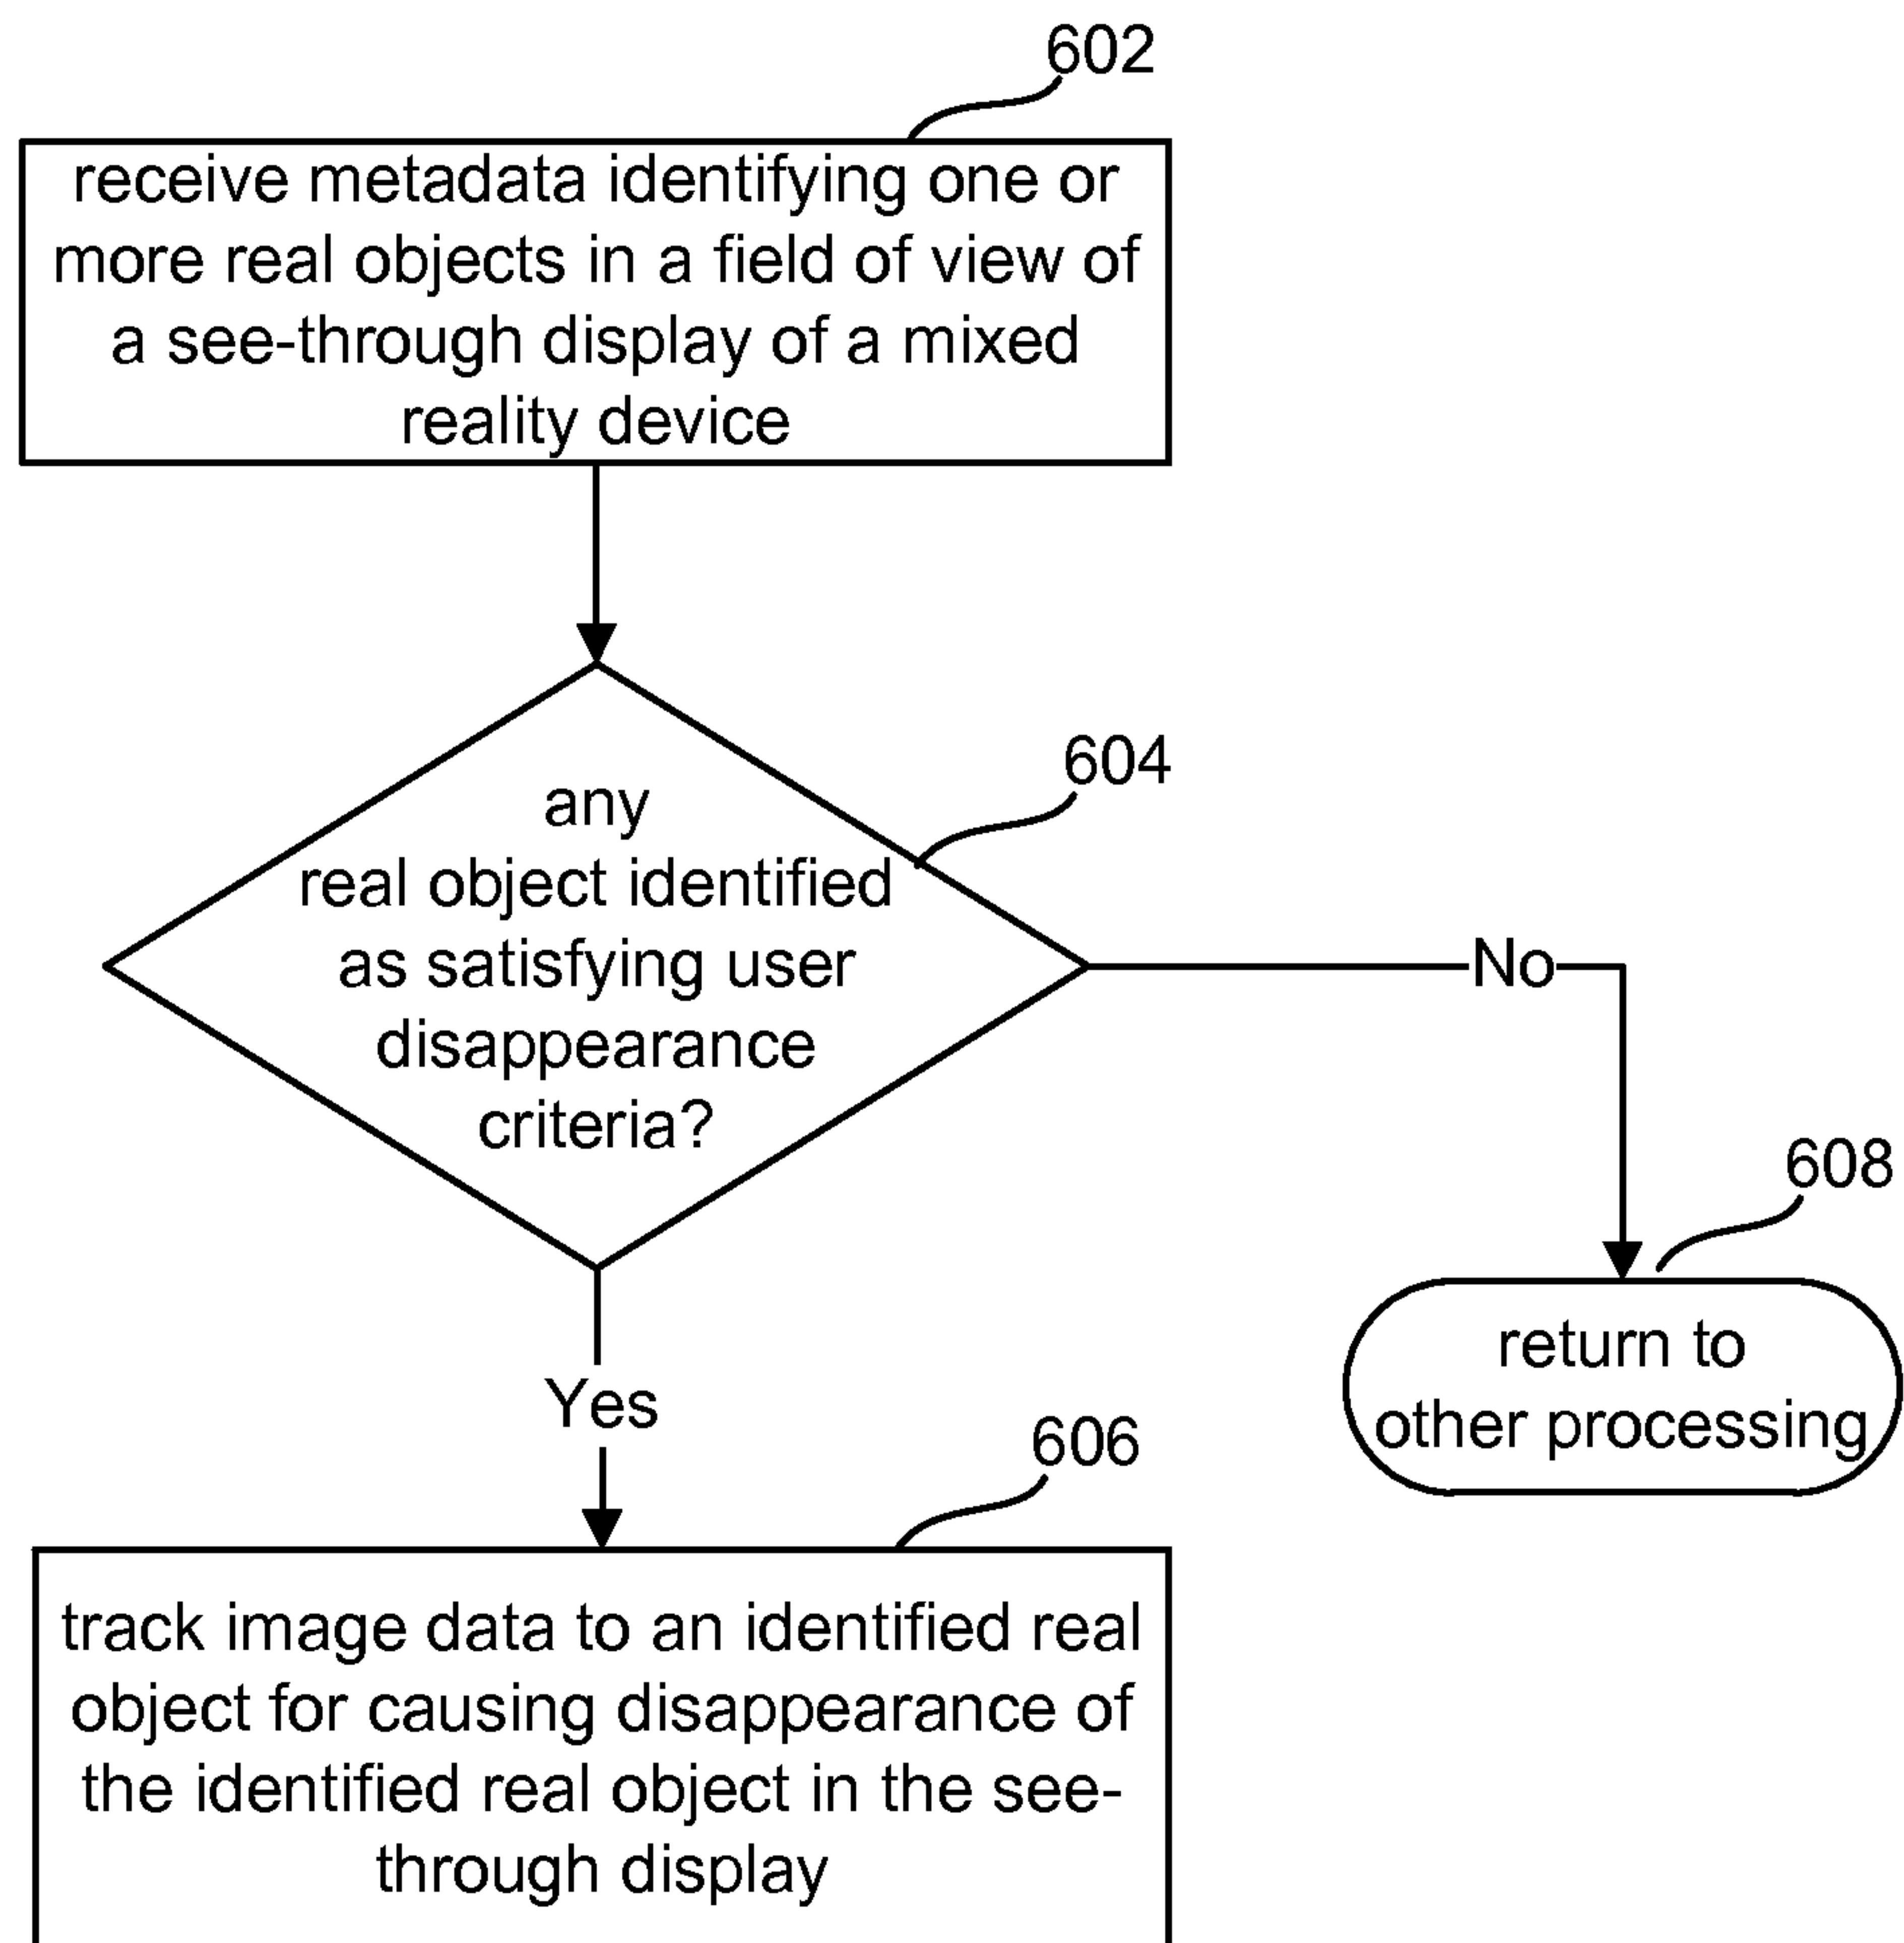 602
receive metadata identifying one or
more real objects in a field of view of
a see-through display of a mixed
reality device
604
any
real object identified
as satisfying user
disappearance
criteria?
No
608
return to
other processing
Yes
606
track image data to an identified real
object for causing disappearance of
the identified real object in the see-
through display